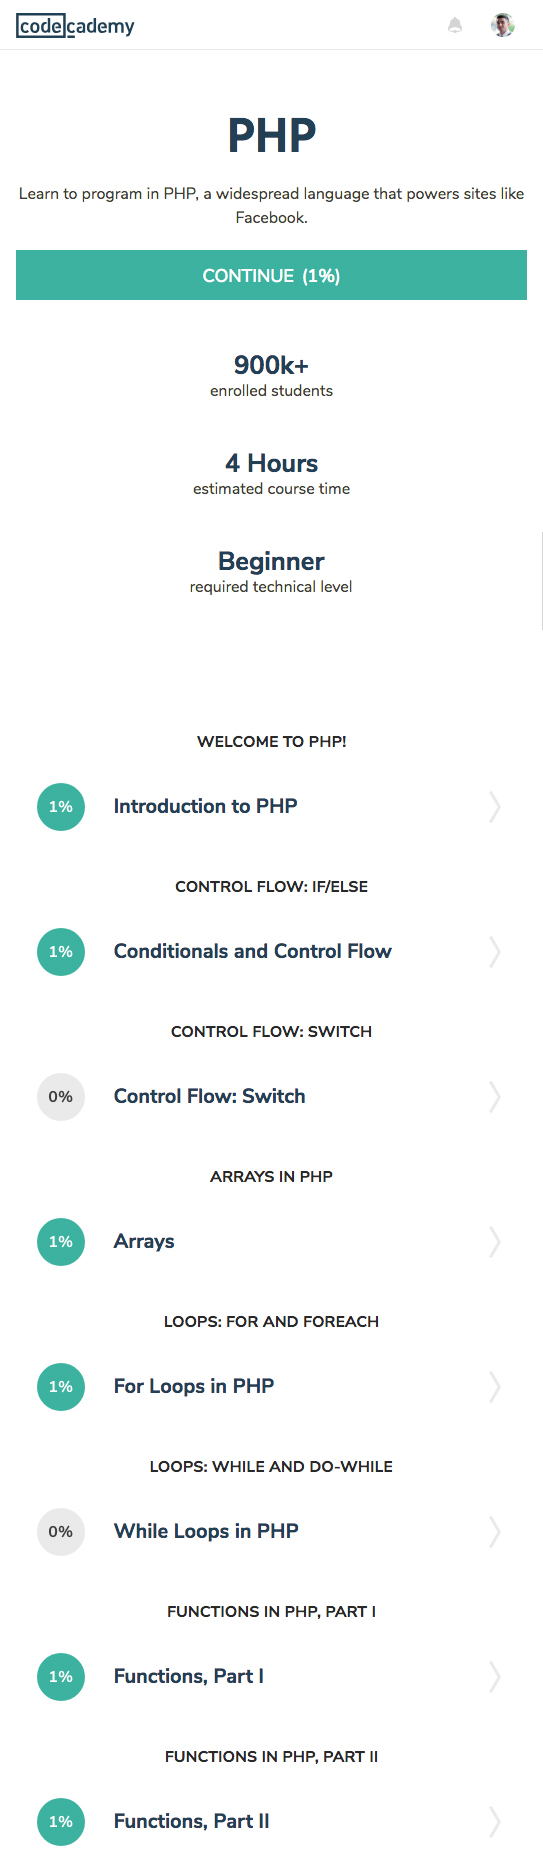 codecademy
PHP
Learn to program in PHP, a widespread language that powers sites like
Facebook.
CONTINUE (1%)
900k+
enrolled students
4 Hours
estimated course time
Beginner
required technical level
WELCOME TO PHP!
1% Introduction to PHP
CONTROL FLOW: IF/ELSE
1% Conditionals and Control Flow
CONTROL FLOW: SWITCH
0% Control Flow: Switch
ARRAYS IN PHP
1% Arrays
LOOPS: FOR AND FOREACH
1% For Loops in PHP
LOOPS: WHILE AND DO-WHILE
0% While Loops in PHP
FUNCTIONS IN PHP, PART I
1% Functions, Part I
FUNCTIONS IN PHP, PART II
1% Functions, Part II